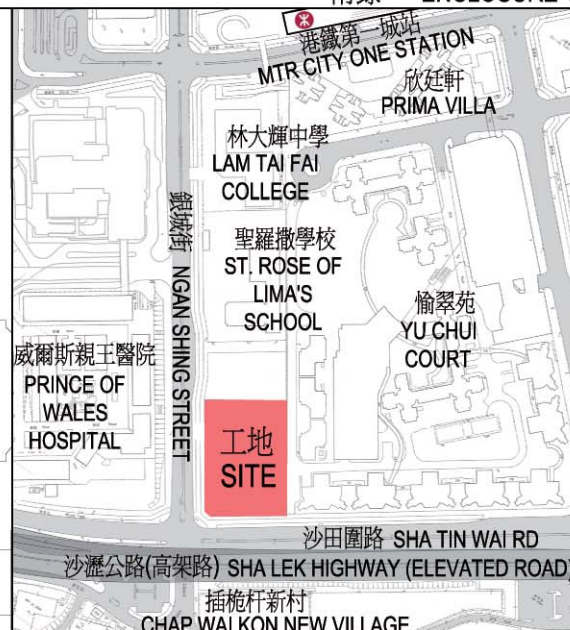 港鐵第一城站
MTR CITY ONE STATION
欣廷軒
PRIMA VILLA
林大輝中學
LAM TAI FAI
COLLEGE
銀城街 NGAN SHING STREET
聖羅撒學校
ST. ROSE OF
LIMA'S
SCHOOL
愉翠苑
YU CHUI
COURT
威爾斯親王醫院
PRINCE OF
WALES
HOSPITAL
工地
SITE
沙田圍路 SHA TIN WAI RD
沙瀝公路(高架路) SHA LEK HIGHWAY (ELEVATED ROAD)
插桅杆新村
CHAP WAI KON NEW VILLAGE